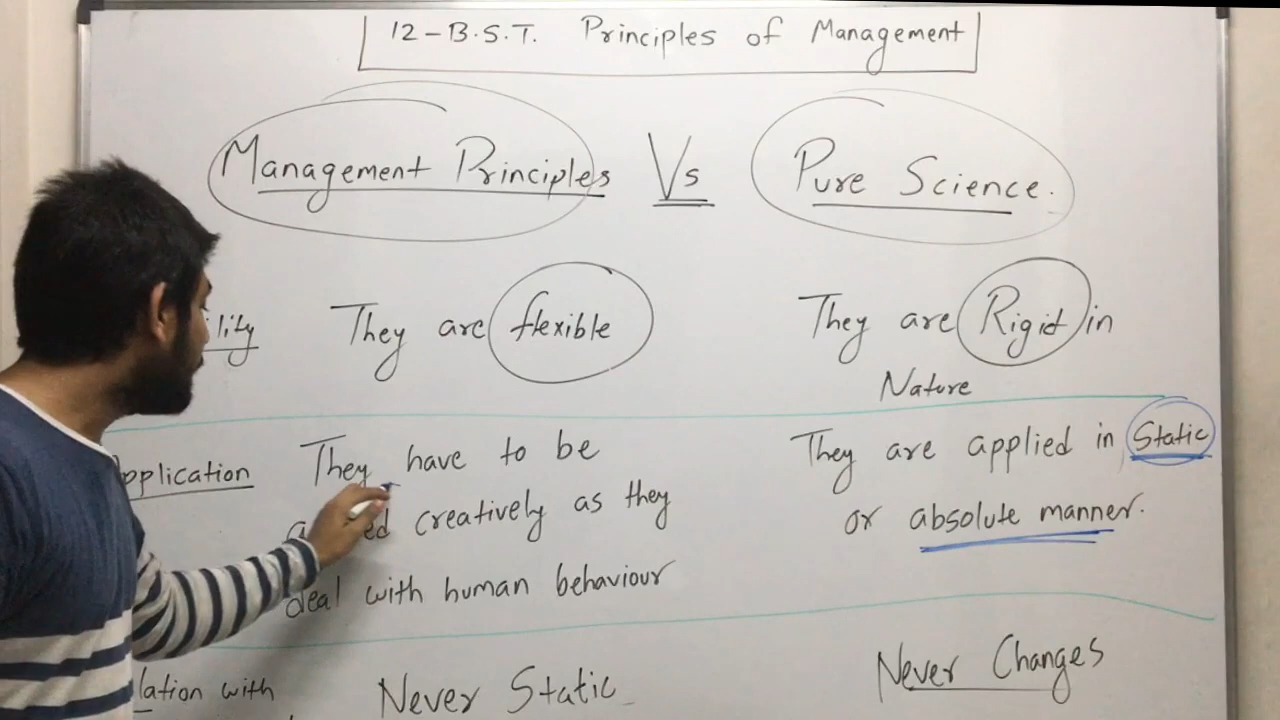 12-B.S.T. Principles of Management
Management Principles Vs Pure Science.
lity They are flexible They are Rigid in
Nature
pplication They have to be They are applied in Static
creatively as they or absolute manner.
deal with human behaviour
lation with Never Static Never Changes